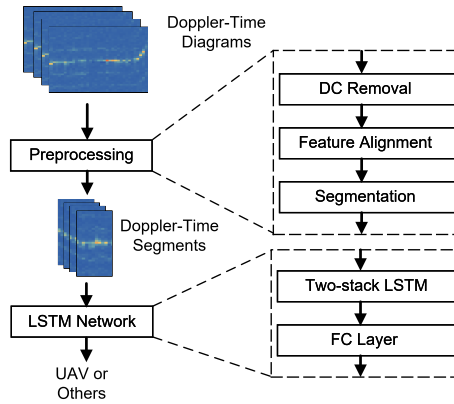 Doppler-Time
Diagrams
DC Removal
Feature Alignment
Preprocessing
Segmentation
Doppler-Time
Segments
Two-stack LSTM
LSTM Network
FC Layer
UAV or
Others